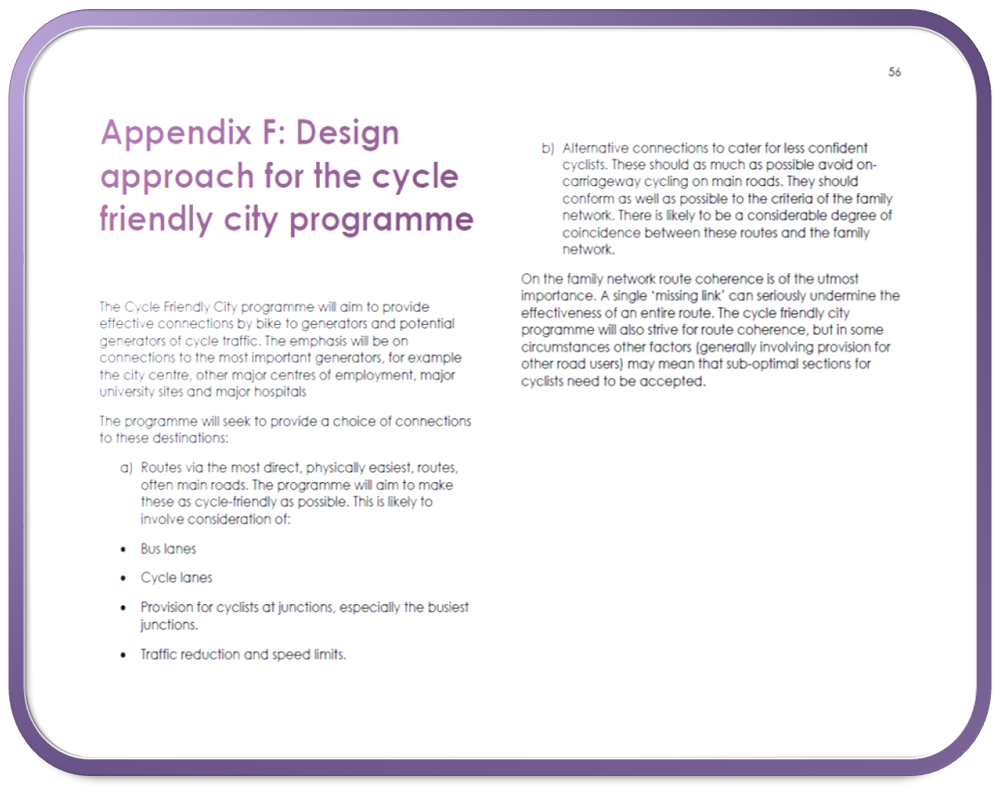 56
Appendix F: Design
approach for the cycle
friendly city programme
The Cycle Friendly City programme will aim to provide
effective connections by bike to generators and potential
generators of cycle traffic. The emphasis will be on
connections to the most important generators, for example
the city centre, other major centres of employment, major
university sites and major hospitals
The programme will seek to provide a choice of connections
to these destinations:
a) Routes via the most direct, physically easiest, routes,
often main roads. The programme will aim to make
these as cycle-friendly as possible. This is likely to
involve consideration of:
• Bus lanes
• Cycle lanes
• Provision for cyclists at junctions, especially the busiest
junctions.
• Traffic reduction and speed limits.
b) Alternative connections to cater for less confident
cyclists. These should as much as possible avoid on-
carriageway cycling on main roads. They should
conform as well as possible to the criteria of the family
network. There is likely to be a considerable degree of
coincidence between these routes and the family
network.
On the family network route coherence is of the utmost
importance. A single ‘missing link’ can seriously undermine the
effectiveness of an entire route. The cycle friendly city
programme will also strive for route coherence, but in some
circumstances other factors (generally involving provision for
other road users) may mean that sub-optimal sections for
cyclists need to be accepted.